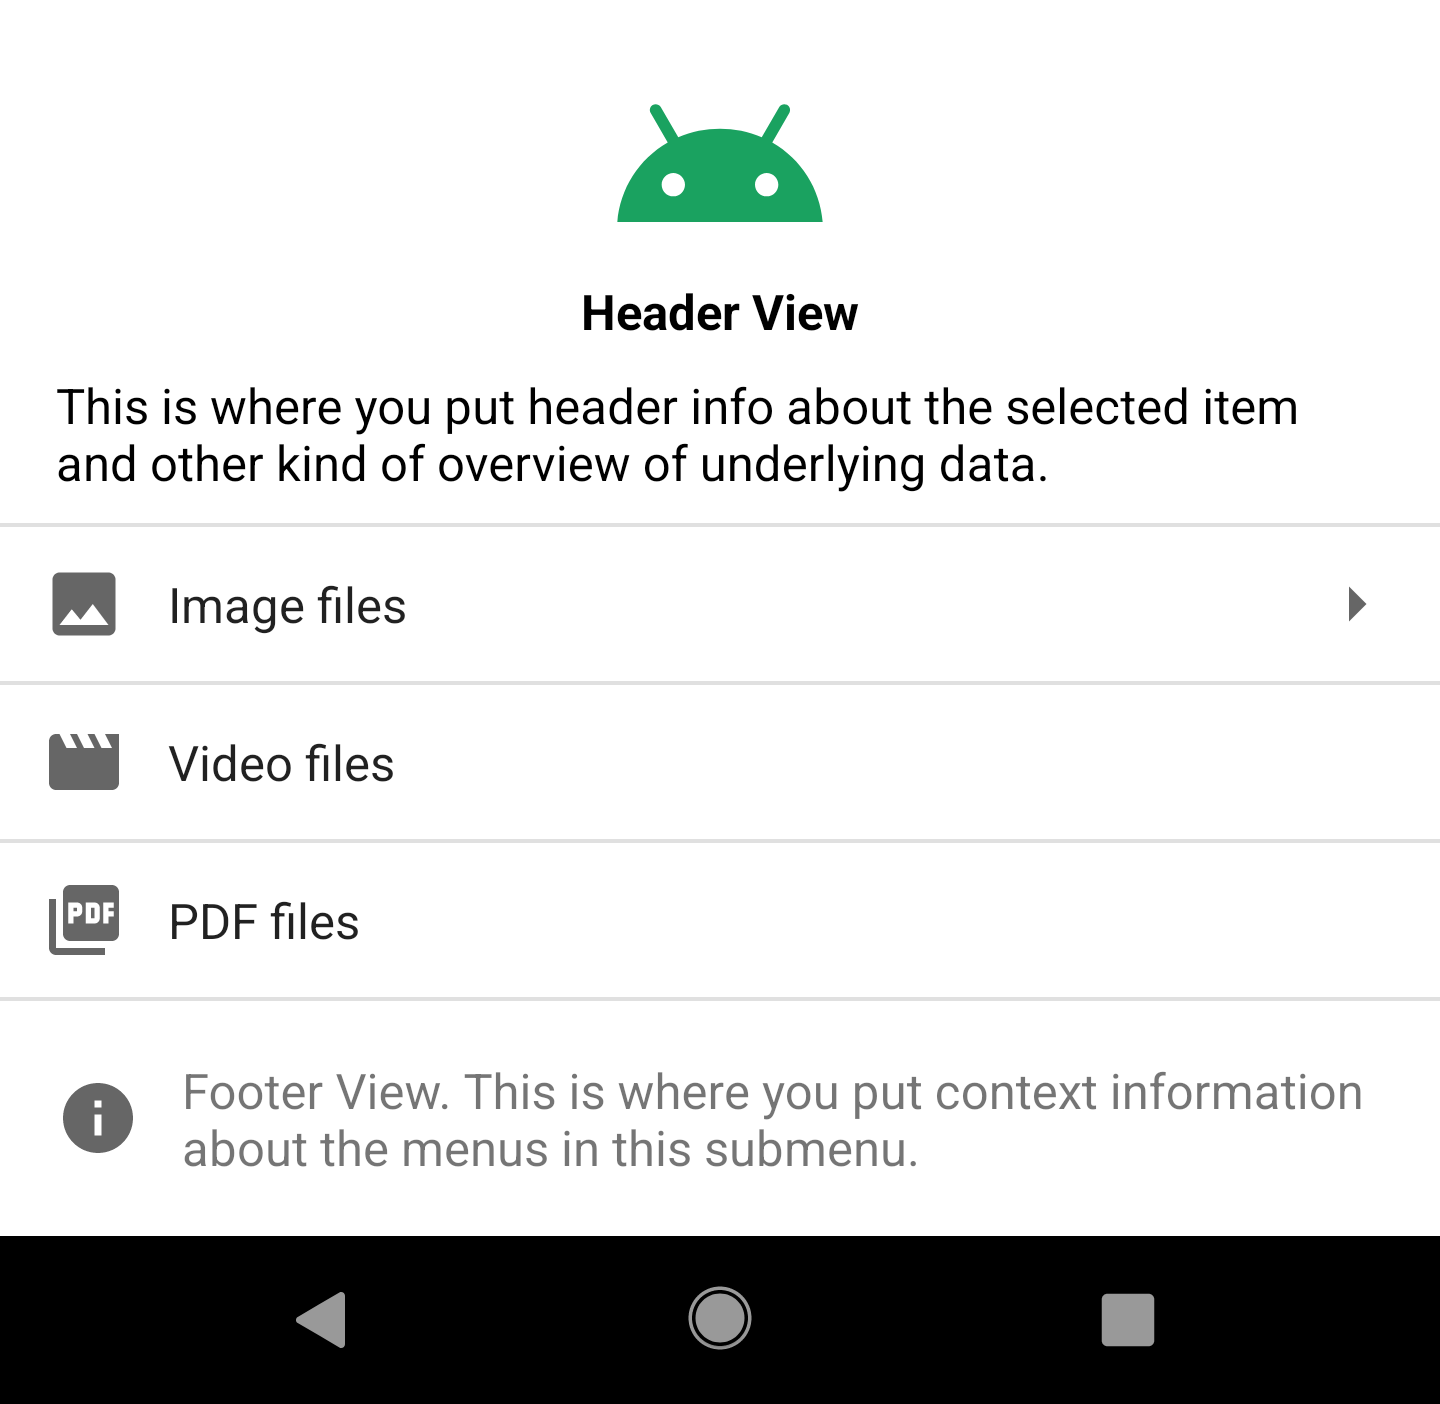 Header View
This is where you put header info about the selected item
and other kind of overview of underlying data.
Image files
Video files
PDF
PDF files
Footer View. This is where you put context information
about the menus in this submenu.